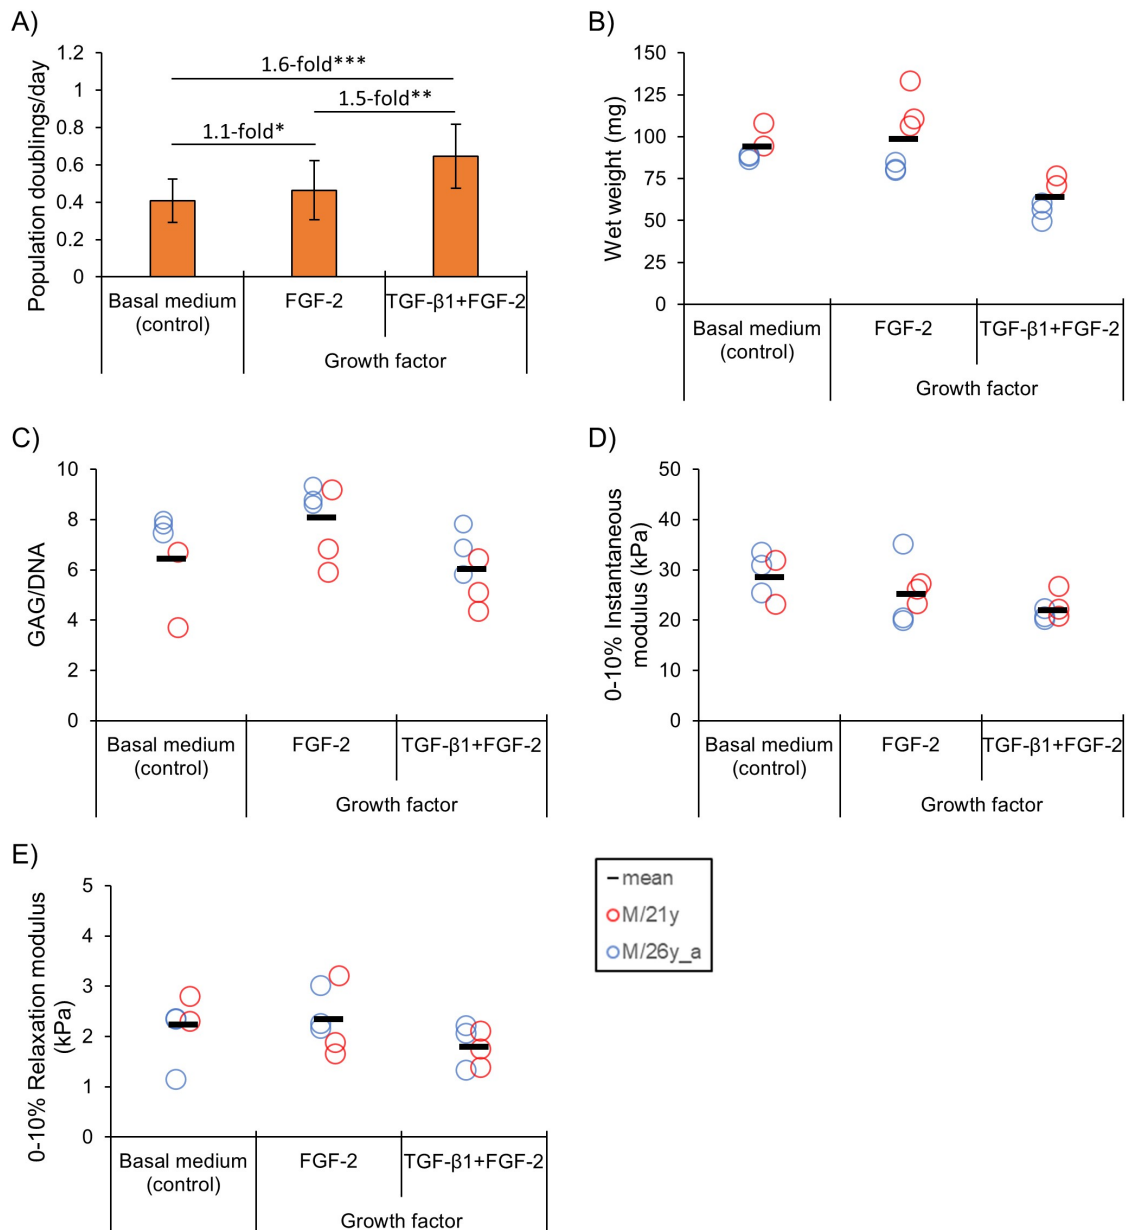 A)
Population doublings/day
1.2
1
0.8
0.6
0.4
0.2
0
1.6-fold***
1.5-fold**
1.1-fold*
Basal medium
(control)
FGF-2
TGF-β1+FGF-2
Growth factor
B)
Wet weight (mg)
150
125
100
75
50
25
0
Basal medium
(control)
FGF-2
TGF-β1+FGF-2
Growth factor
C)
GAG/DNA
10
8
6
4
2
0
Basal medium
(control)
FGF-2
TGF-β1+FGF-2
Growth factor
D)
0-10% Instantaneous
modulus (kPa)
50
40
30
20
10
0
Basal medium
(control)
FGF-2
TGF-β1+FGF-2
Growth factor
E)
0-10% Relaxation modulus
(kPa)
5
4
3
2
1
0
Basal medium
(control)
FGF-2
TGF-β1+FGF-2
Growth factor
mean
M/21y
M/26y_a